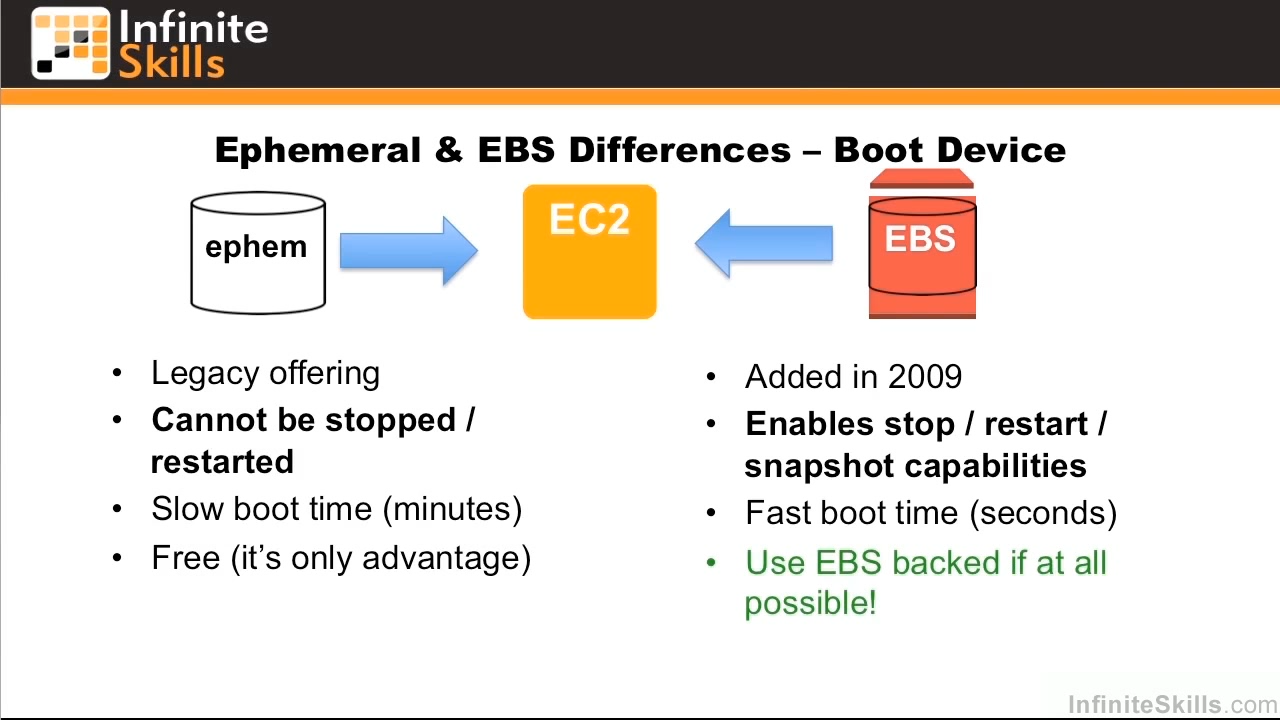 Infinite
Skills
Ephemeral & EBS Differences – Boot Device
ephem
EC2
EBS
• Legacy offering
• Cannot be stopped /
restarted
• Slow boot time (minutes)
• Free (it’s only advantage)
• Added in 2009
• Enables stop / restart /
snapshot capabilities
• Fast boot time (seconds)
• Use EBS backed if at all
possible!
InfiniteSkills.com